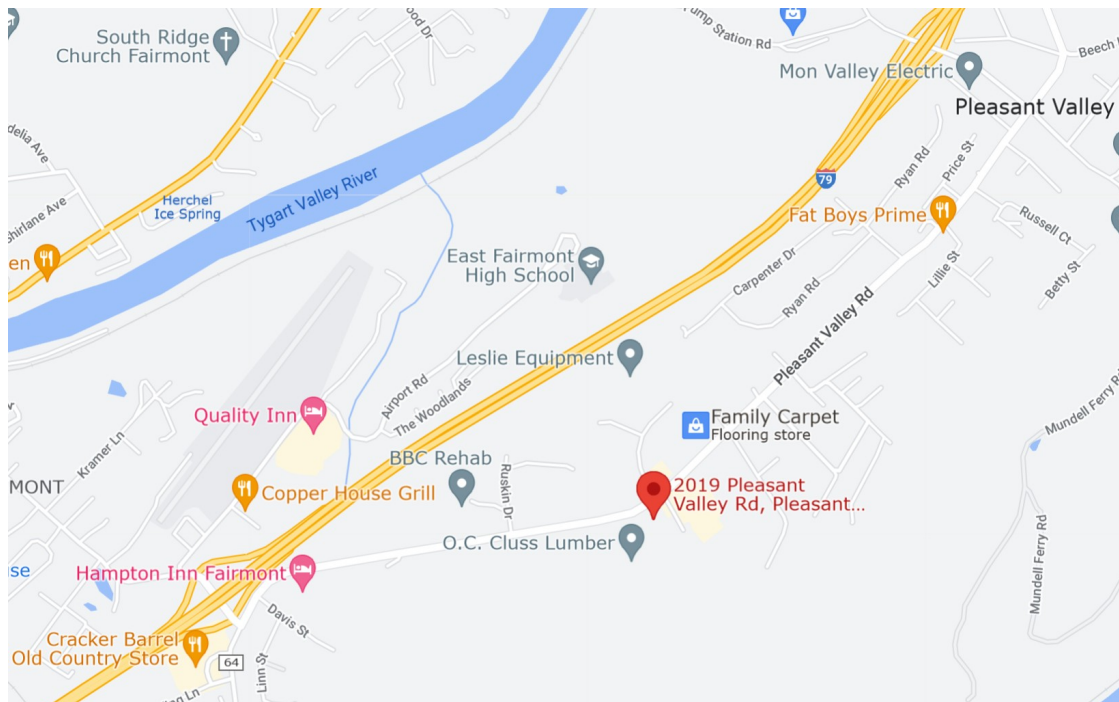 South Ridge
Church Fairmont
Pump Station Rd
Beech
Mon Valley Electric
Pleasant Valley
Herchel
Ice Spring
Tygart Valley River
79
Ryan Rd
Price St
Fat Boys Prime
Russell Ct
Betty St
Lillie St
Shirlane Ave
East Fairmont
High School
Carpenter Dr
Ryan Rd
Pleasant Valley Rd
Leslie Equipment
Airport Rd
The Woodlands
Quality Inn
Family Carpet
Flooring store
Mundell Ferry Rd
Kramer Ln
BBC Rehab
Ruskin Dr
Copper House Grill
2019 Pleasant
Valley Rd, Pleasant...
O.C. Cluss Lumber
Hampton Inn Fairmont
Mundell Ferry Rd
Davis St
Cracker Barrel
Old Country Store
64
Linn St